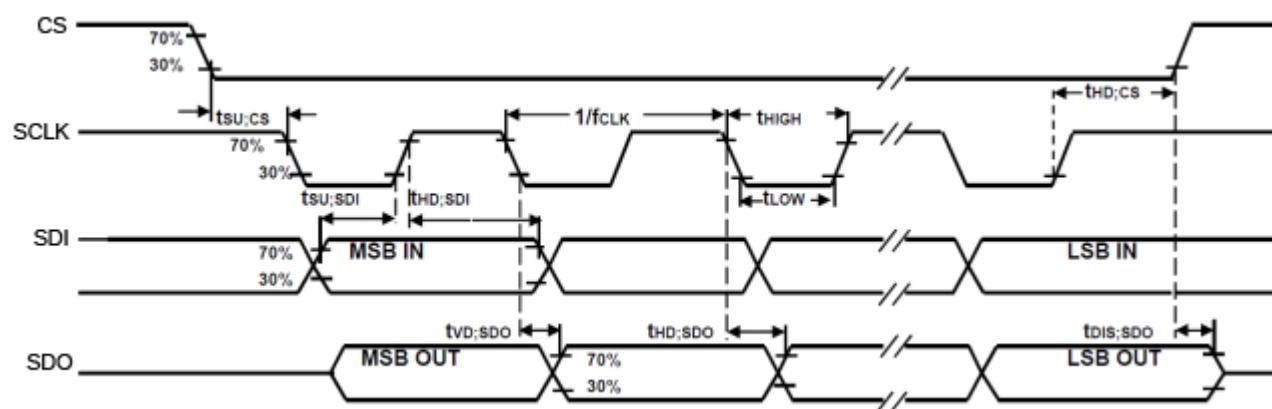 CS
70%
30%
tSU;CS
1/fCLK
tHIGH
tHD;CS
SCLK
70%
30%
tSU;SDI
tHD;SDI
tLOW
SDI
70%
30%
MSB IN
LSB IN
tVD;SDO
tHD;SDO
tDIS;SDO
SDO
MSB OUT
70%
30%
LSB OUT